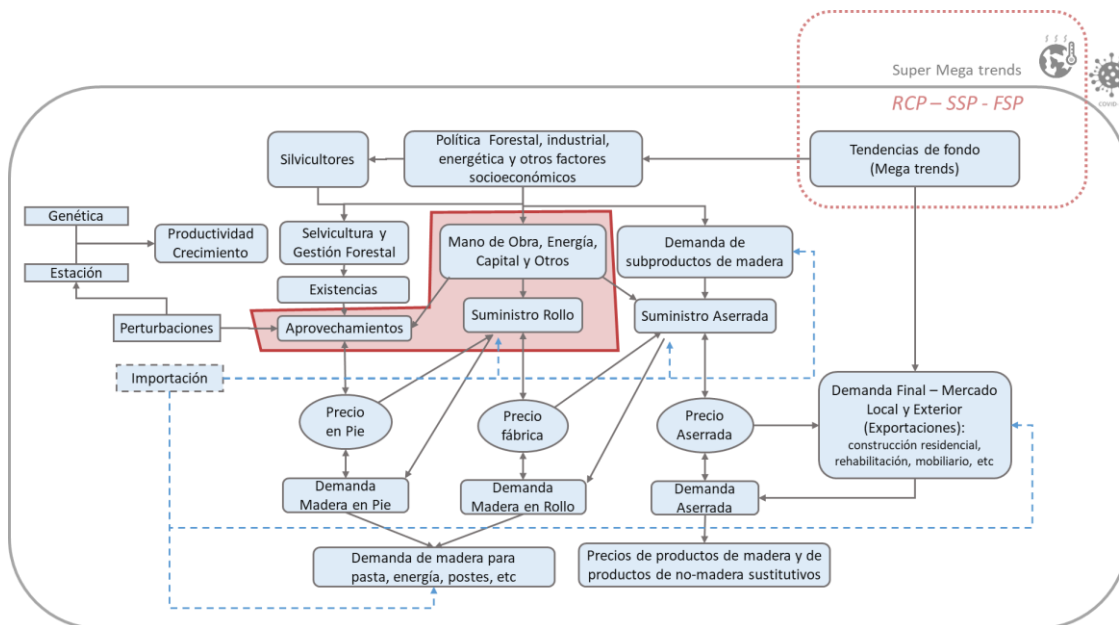 Super Mega trends
COVID-
RCP – SSP - FSP
Silvicultores
Política Forestal, industrial,
energética y otros factores
socioeconómicos
Tendencias de fondo
(Mega trends)
Genética
Productividad
Crecimiento
Estación
Selvicultura y
Gestión Forestal
Mano de Obra, Energía,
Capital y Otros
Demanda de
subproductos de madera
Existencias
Perturbaciones
Aprovechamientos
Suministro Rollo
Suministro Aserrada
Importación
Precio
en Pie
Precio
fábrica
Precio
Aserrada
Demanda Final – Mercado
Local y Exterior
(Exportaciones):
construcción residencial,
rehabilitación, mobiliario, etc
Demanda
Madera en Pie
Demanda
Madera en Rollo
Demanda
Aserrada
Demanda de madera para
pasta, energía, postes, etc
Precios de productos de madera y de
productos de no-madera sustitutivos